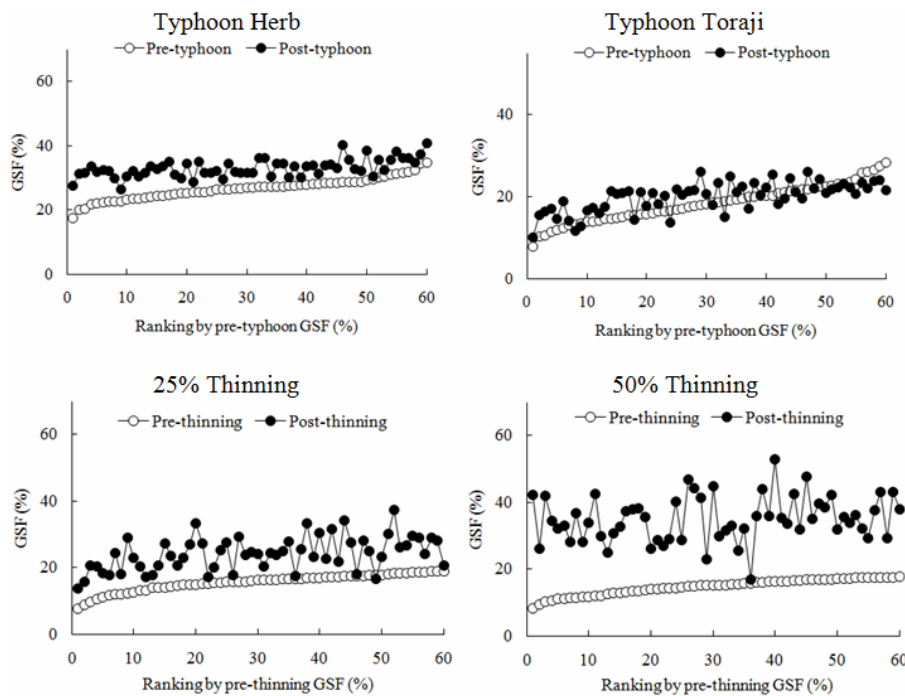 Typhoon Herb
Pre-typhoon Post-typhoon
60
40
20
0
GSF (%)
0 10 20 30 40 50 60
Ranking by pre-typhoon GSF (%)
Typhoon Toraji
Pre-typhoon Post-typhoon
60
40
20
0
GSF (%)
0 10 20 30 40 50 60
Ranking by pre-typhoon GSF (%)
25% Thinning
Pre-thinning Post-thinning
60
40
20
0
GSF (%)
0 10 20 30 40 50 60
Ranking by pre-thinning GSF (%)
50% Thinning
Pre-thinning Post-thinning
60
40
20
0
GSF (%)
0 10 20 30 40 50 60
Ranking by pre-thinning GSF (%)